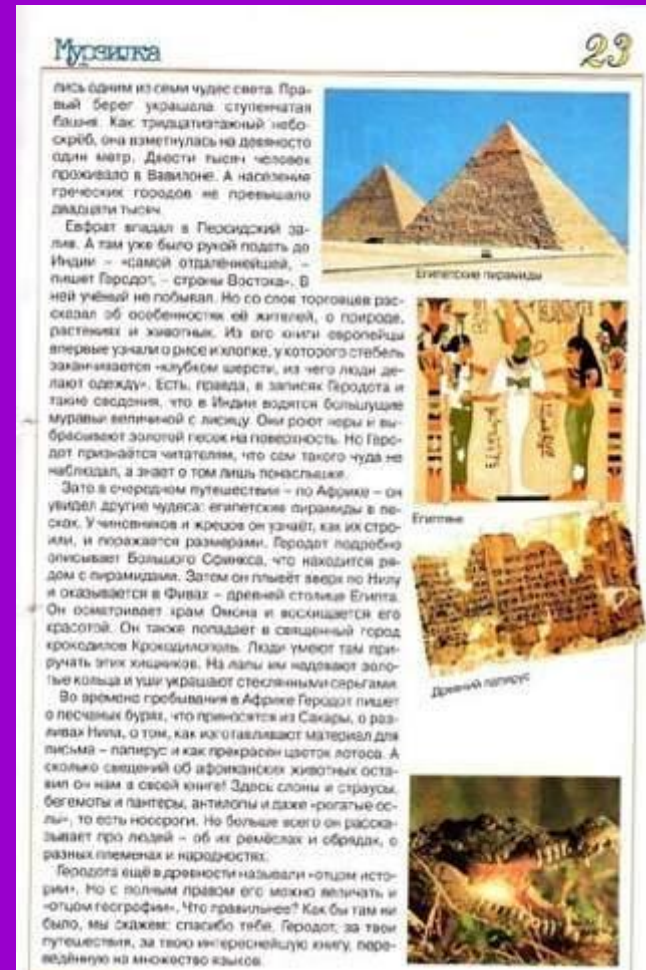 Мурзилка
23
лись одним из семи чудес света. Пра-
вый берег украшала ступенчатая
башня. Как тридцатиэтажный небо-
скрёб, она взметнулась на девяносто
один метр. Двести тысяч человек
проживало в Вавилоне. А население
греческих городов не превышало
двадцати тысяч.
Евфрат впадал в Персидский за-
лив. А там уже было рукой подать до
Индии – «самой отдалённейшей, –
пишет Геродот, – страны Востока». В
ней учёный не побывал. Но со слов торговцев рас-
сказал об особенностях её жителей, о природе,
растениях и животных. Из его книги европейцы
впервые узнали о рисе и хлопке, у которого стебель
заканчивается «клубком шерсти, из чего люди де-
лают одежду». Есть, правда, в записях Геродота и
такие сведения, что в Индии водятся большущие
муравьи величиной с лисицу. Они роют норы и вы-
брасывают золотой песок на поверхность. Но Геро-
дот признаётся читателям, что сам такого чуда не
наблюдал, а знает о том лишь понаслышке.
Зато в очередном путешествии – по Африке – он
увидел другие чудеса: египетские пирамиды в пе-
сках. У чиновников и жрецов он узнаёт, как их стро-
или, и поражается размерами. Геродот подробно
описывает Большого Сфинкса, что находится ря-
дом с пирамидами. Затом он плывёт вверх по Нилу
и оказывается в Фивах – древней столице Египта.
Он осматривает храм Омона и восхищается его
красотой. Он также попадает в священный город
крокодилов Крокодилополь. Люди умеют там при-
ручать этих хищников. На лапы им надевают золо-
тые кольца и уши украшают стеклянными серьгами.
Во времена пребывания в Африке Геродот пишет
о песчаных бурях, что приносятся из Сахары, о раз-
ливах Нила, о том, как изготавливают материал для
письма – папирус и как прекрасен цветок лотоса. А
сколько сведений об африканских животных оста-
вил он нам в своей книге! Здесь слоны и страусы,
бегемоты и пантеры, антилопы и даже «рогатые ос-
лы», то есть носороги. Но больше всего он расска-
зывает про людей – об их ремёслах и обрядах, о
разных племенах и народностях.
Геродота ещё в древности называли «отцом исто-
рии». Но с полным правом его можно величать и
«отцом географии». Что правильнее? Как бы там ни
было, мы скажем: спасибо тебе, Геродот, за твои
путешествия, за твою интереснейшую книгу, пере-
ведённую на множество языков.
Египетские пирамиды
Египтяне
Древний папирус